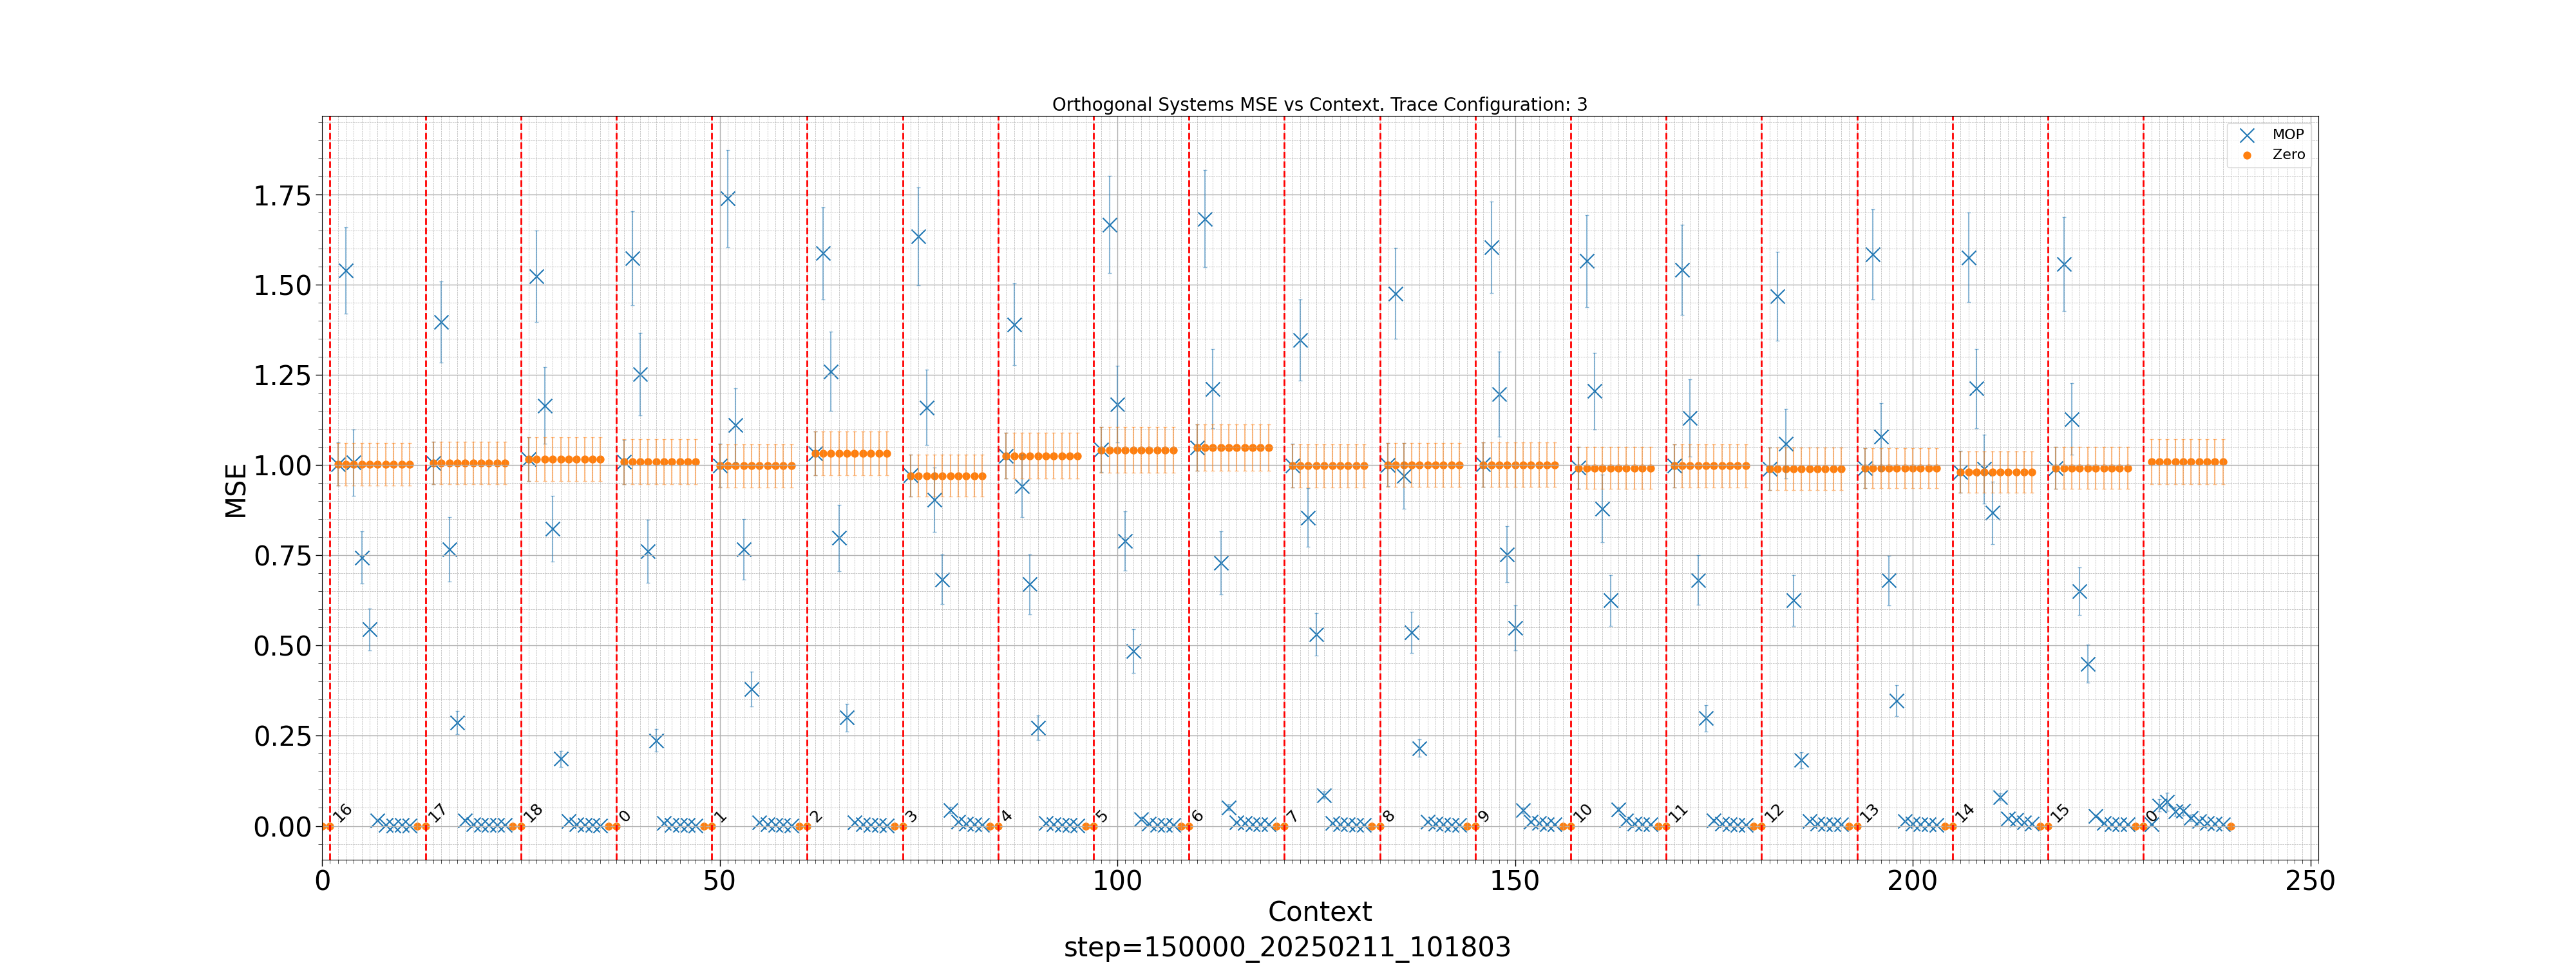 Orthogonal Systems MSE vs Context. Trace Configuration: 3
MOP
Zero
MSE
1.75
1.50
1.25
1.00
0.75
0.50
0.25
0.00
16 17 18 0 1 2 3 4 5 6 7 8 9 10 11 12 13 14 15 0
0 50 100 150 200 250
Context
step=150000_20250211_101803